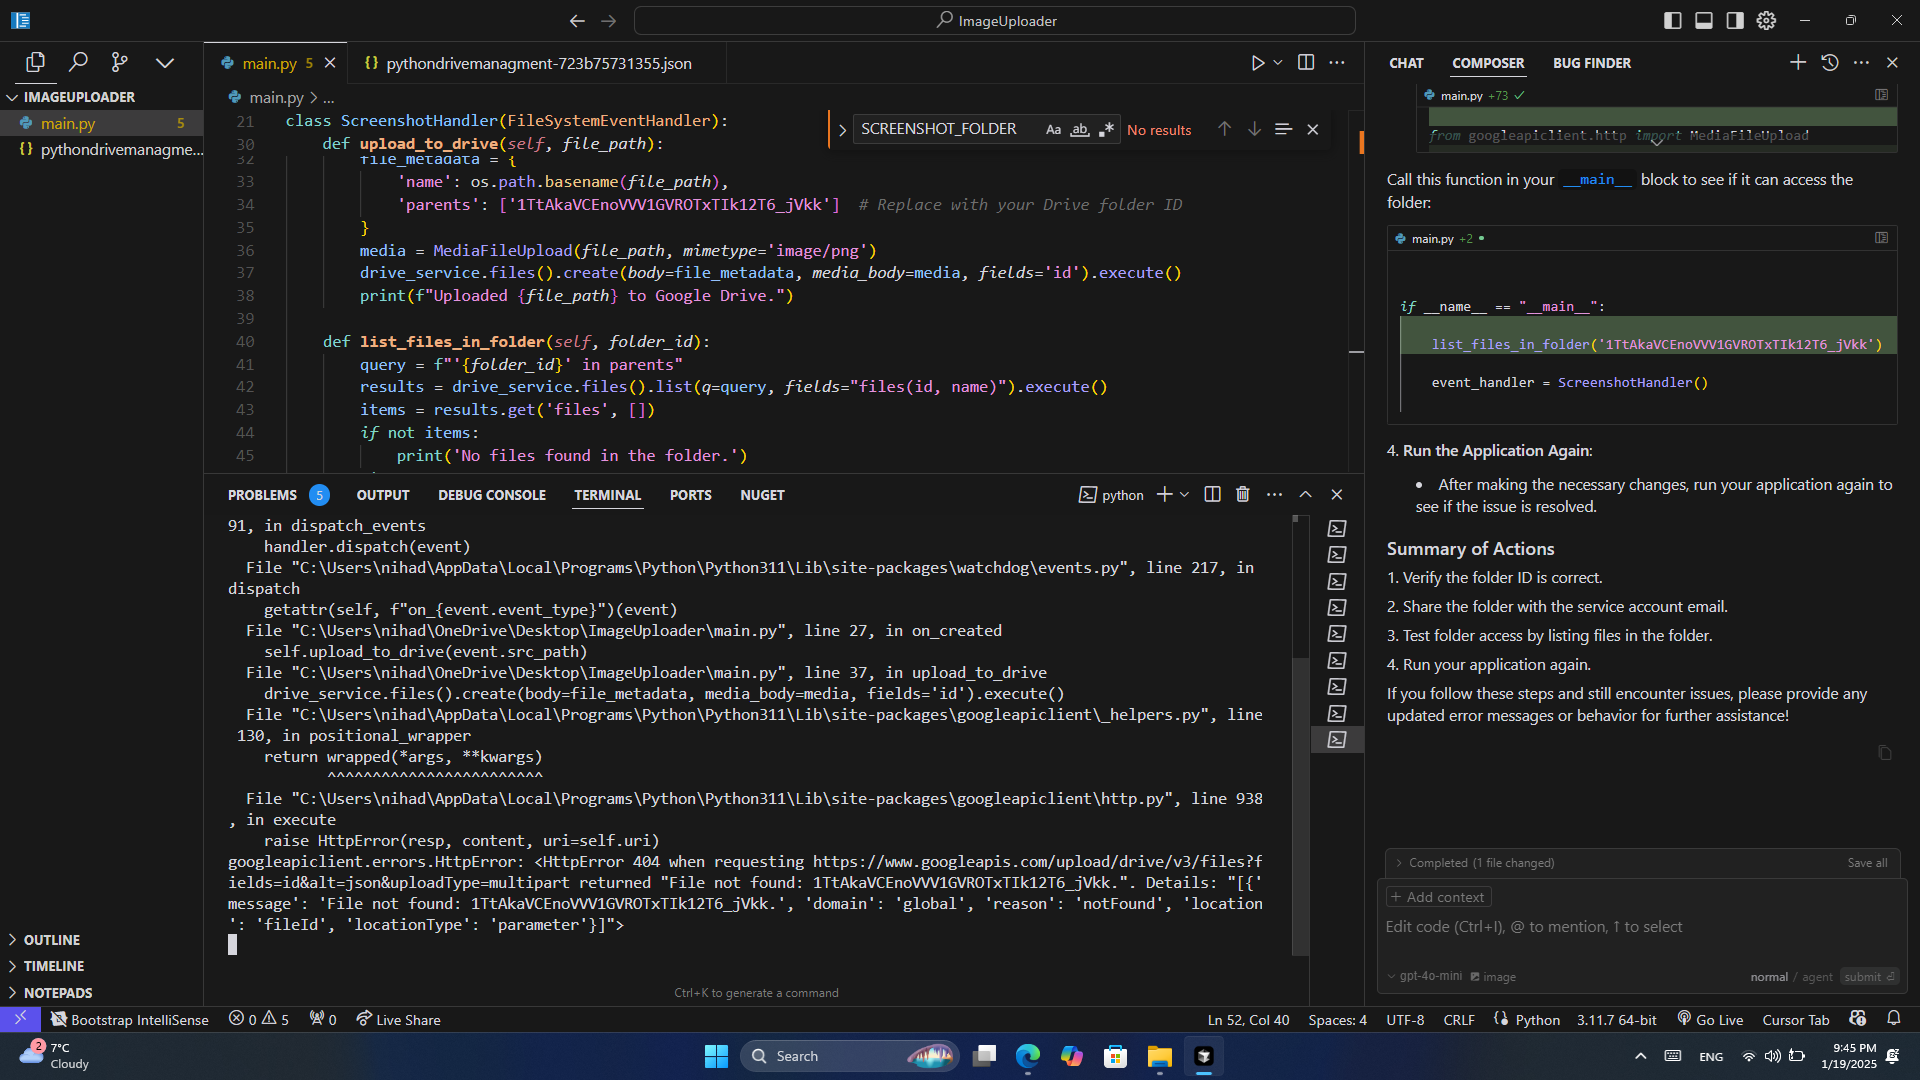 ImageUploader
main.py 5
pythondrivemanagment-723b75731355.json
CHAT COMPOSER BUG FINDER
IMAGEUPLOADER
main.py 5
pythondrivemanagme...
main.py > ...
SCREENSHOT_FOLDER Aa ab No results
21 class ScreenshotHandler(FileSystemEventHandler):
30 def upload_to_drive(self, file_path):
32 file_metadata = {
33 'name': os.path.basename(file_path),
34 'parents': ['1TtAkaVCEnoVVV1GVROTxTIk12T6_jVkk'] # Replace with your Drive folder ID
35 }
36 media = MediaFileUpload(file_path, mimetype='image/png')
37 drive_service.files().create(body=file_metadata, media_body=media, fields='id').execute()
38 print(f"Uploaded {file_path} to Google Drive.")
39
40 def list_files_in_folder(self, folder_id):
41 query = f"'{folder_id}' in parents"
42 results = drive_service.files().list(q=query, fields="files(id, name)").execute()
43 items = results.get('files', [])
44 if not items:
45 print('No files found in the folder.')
PROBLEMS 5 OUTPUT DEBUG CONSOLE TERMINAL PORTS NUGET
python
91, in dispatch_events
handler.dispatch(event)
File "C:\Users\nihad\AppData\Local\Programs\Python\Python311\Lib\site-packages\watchdog\events.py", line 217, in
dispatch
getattr(self, f"on_{event.event_type}")(event)
File "C:\Users\nihad\OneDrive\Desktop\ImageUploader\main.py", line 27, in on_created
self.upload_to_drive(event.src_path)
File "C:\Users\nihad\OneDrive\Desktop\ImageUploader\main.py", line 37, in upload_to_drive
drive_service.files().create(body=file_metadata, media_body=media, fields='id').execute()
File "C:\Users\nihad\AppData\Local\Programs\Python\Python311\Lib\site-packages\googleapiclient\_helpers.py", line
130, in positional_wrapper
return wrapped(*args, **kwargs)
^^^^^^^^^^^^^^^^^^^^^^^^
File "C:\Users\nihad\AppData\Local\Programs\Python\Python311\Lib\site-packages\googleapiclient\http.py", line 938
, in execute
raise HttpError(resp, content, uri=self.uri)
googleapiclient.errors.HttpError: <HttpError 404 when requesting https://www.googleapis.com/upload/drive/v3/files?f
ields=id&alt=json&uploadType=multipart returned "File not found: 1TtAkaVCEnoVVV1GVROTxTIk12T6_jVkk.". Details: "[{'
message': 'File not found: 1TtAkaVCEnoVVV1GVROTxTIk12T6_jVkk.', 'domain': 'global', 'reason': 'notFound', 'location
': 'fileId', 'locationType': 'parameter'}]">
Ctrl+K to generate a command
main.py +73
from googleapiclient.http import MediaFileUpload
Call this function in your __main__ block to see if it can access the
folder:
main.py +2
if __name__ == "__main__":
list_files_in_folder('1TtAkaVCEnoVVV1GVROTxTIk12T6_jVkk')
event_handler = ScreenshotHandler()
4. Run the Application Again:
• After making the necessary changes, run your application again to
see if the issue is resolved.
Summary of Actions
1. Verify the folder ID is correct.
2. Share the folder with the service account email.
3. Test folder access by listing files in the folder.
4. Run your application again.
If you follow these steps and still encounter issues, please provide any
updated error messages or behavior for further assistance!
Completed (1 file changed) Save all
+ Add context
Edit code (Ctrl+I), @ to mention, ↑ to select
gpt-4o-mini image normal / agent submit
OUTLINE
TIMELINE
NOTEPADS
Bootstrap IntelliSense 0 5 0 Live Share Ln 52, Col 40 Spaces: 4 UTF-8 CRLF Python 3.11.7 64-bit Go Live Cursor Tab
2 7°C
Cloudy
Search
ENG
9:45 PM
1/19/2025